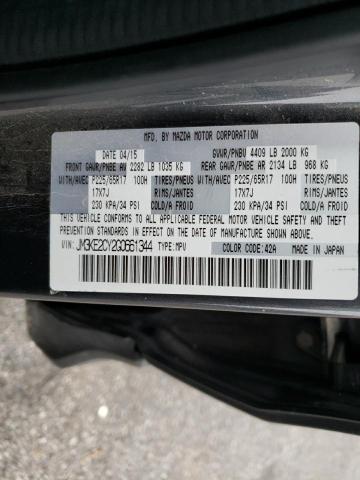 MFD. BY MAZDA MOTOR CORPORATION
DATE 04/15 GVWR/PNBV 4409 LB 2000 KG
FRONT GAWR/PNBE AV 2282 LB 1035 KG REAR GAWR/PNBE AR 2134 LB 968 KG
WITH/AVEC P225/65R17 100H TIRES/PNEUS WITH/AVEC P225/65R17 100H TIRES/PNEUS
17X7J RIMS/JANTES 17X7J RIMS/JANTES
230 KPA/34 PSI COLD/A FROID 230 KPA/34 PSI COLD/A FROID
THIS VEHICLE CONFORMS TO ALL APPLICABLE FEDERAL MOTOR VEHICLE SAFETY, BUMPER, AND THEFT
PREVENTION STANDARDS IN EFFECT ON THE DATE OF MANUFACTURE SHOWN ABOVE.
VIN: JM3KE2CY2G0561344 TYPE: MPV COLOR CODE: 42A MADE IN JAPAN